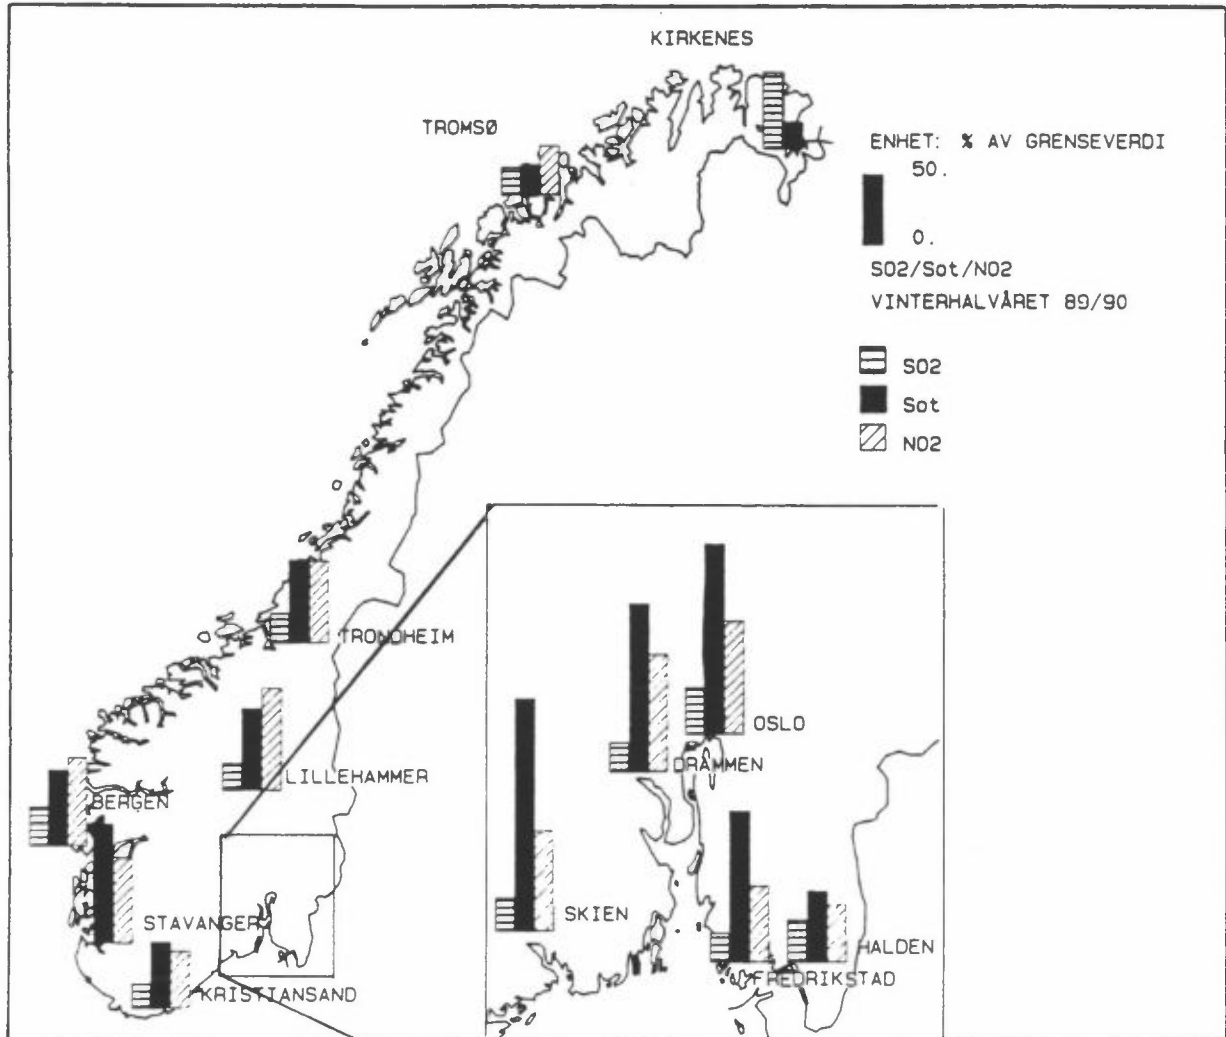 KIRKENES
TROMSØ
ENHET: % AV GRENSEVERDI
50.
0.
SO2/Sot/NO2
VINTERHALVÅRET 89/90
SO2
Sot
NO2
TRONDHEIM
OSLO
DRAMMEN
LILLEHAMMER
BERGEN
SKIEN
STAVANGER
HALDEN
FREDRIKSTAD
KRISTIANSAND